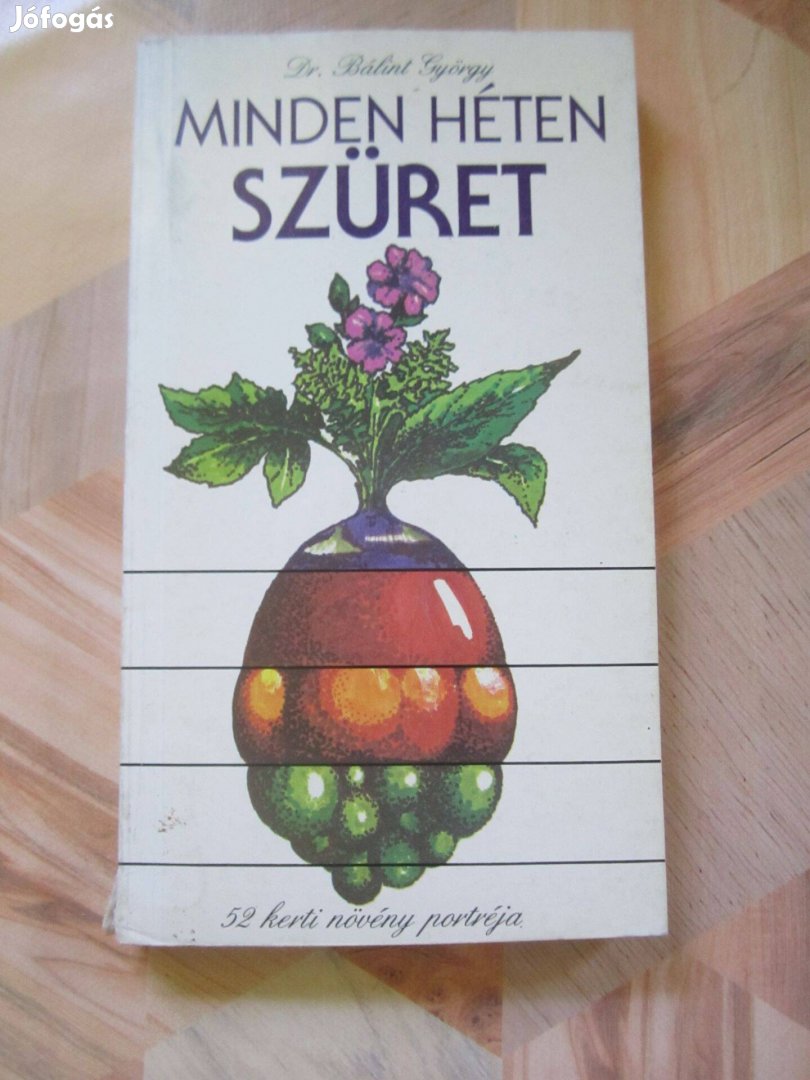 Jófogás
Dr. Bálint György
MINDEN HÉTEN
SZÜRET
52 kerti növény portréja